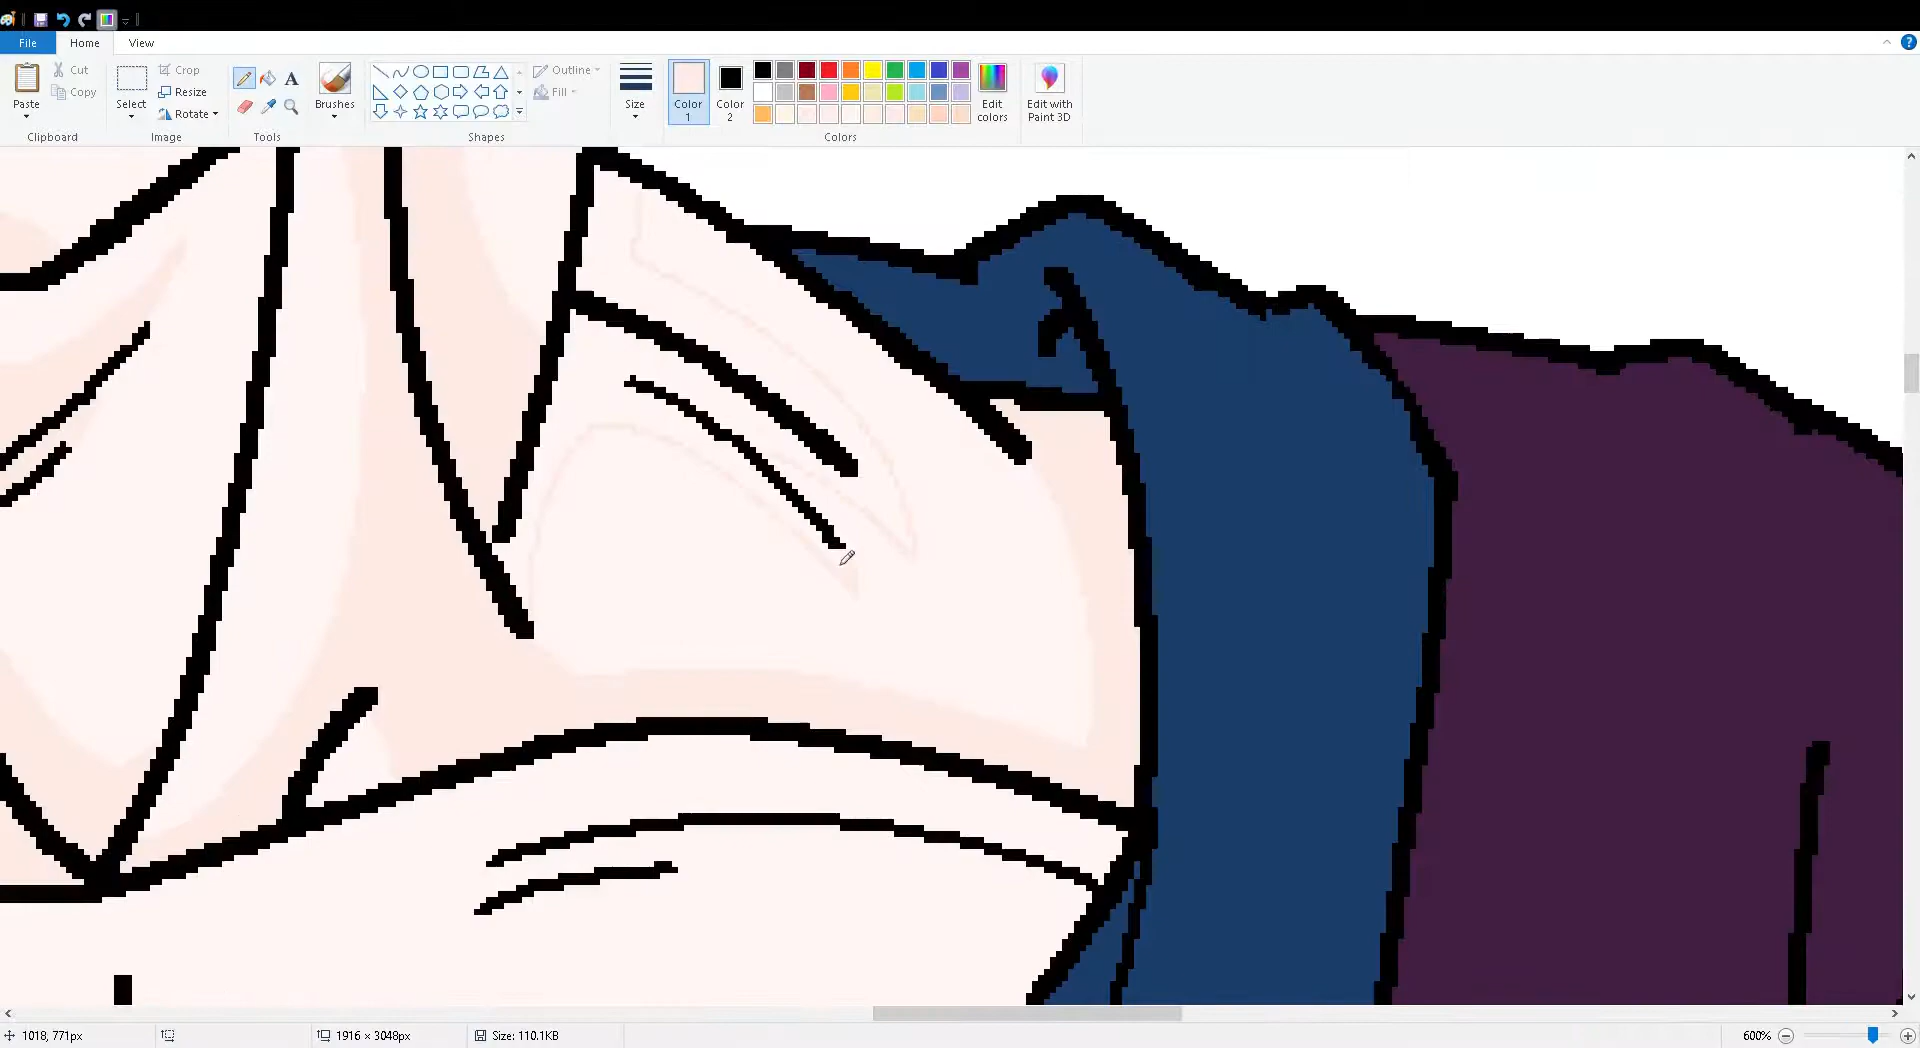 File Home View
Paste Cut Copy
Select Crop Resize Rotate
A
Brushes
Outline
Fill
Size
Color 1
Color 2
Edit colors
Edit with Paint 3D
Clipboard Image Tools Shapes Colors
1018, 771px 1916 × 3048px Size: 110.1KB 600%